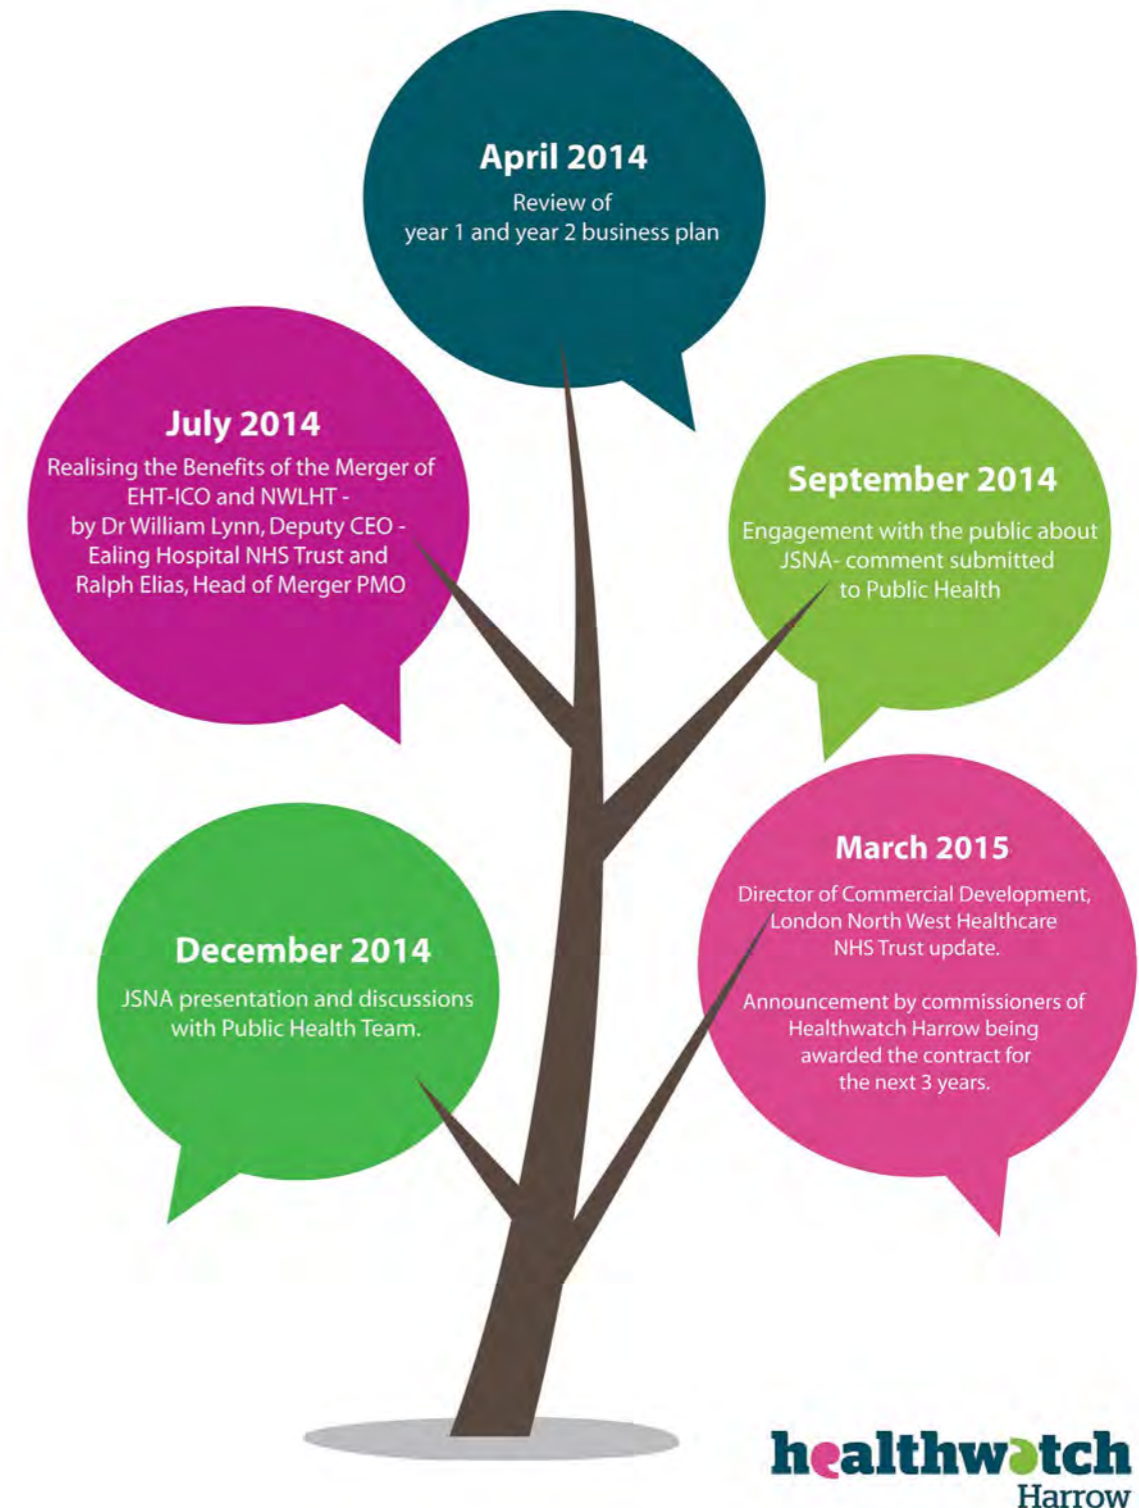 April 2014
Review of
year 1 and year 2 business plan
July 2014
Realising the Benefits of the Merger of
EHT-ICO and NWLHT -
by Dr William Lynn, Deputy CEO -
Ealing Hospital NHS Trust and
Ralph Elias, Head of Merger PMO
September 2014
Engagement with the public about
JSNA- comment submitted
to Public Health
December 2014
JSNA presentation and discussions
with Public Health Team.
March 2015
Director of Commercial Development,
London North West Healthcare
NHS Trust update.
Announcement by commissioners of
Healthwatch Harrow being
awarded the contract for
the next 3 years.
healthwatch
Harrow